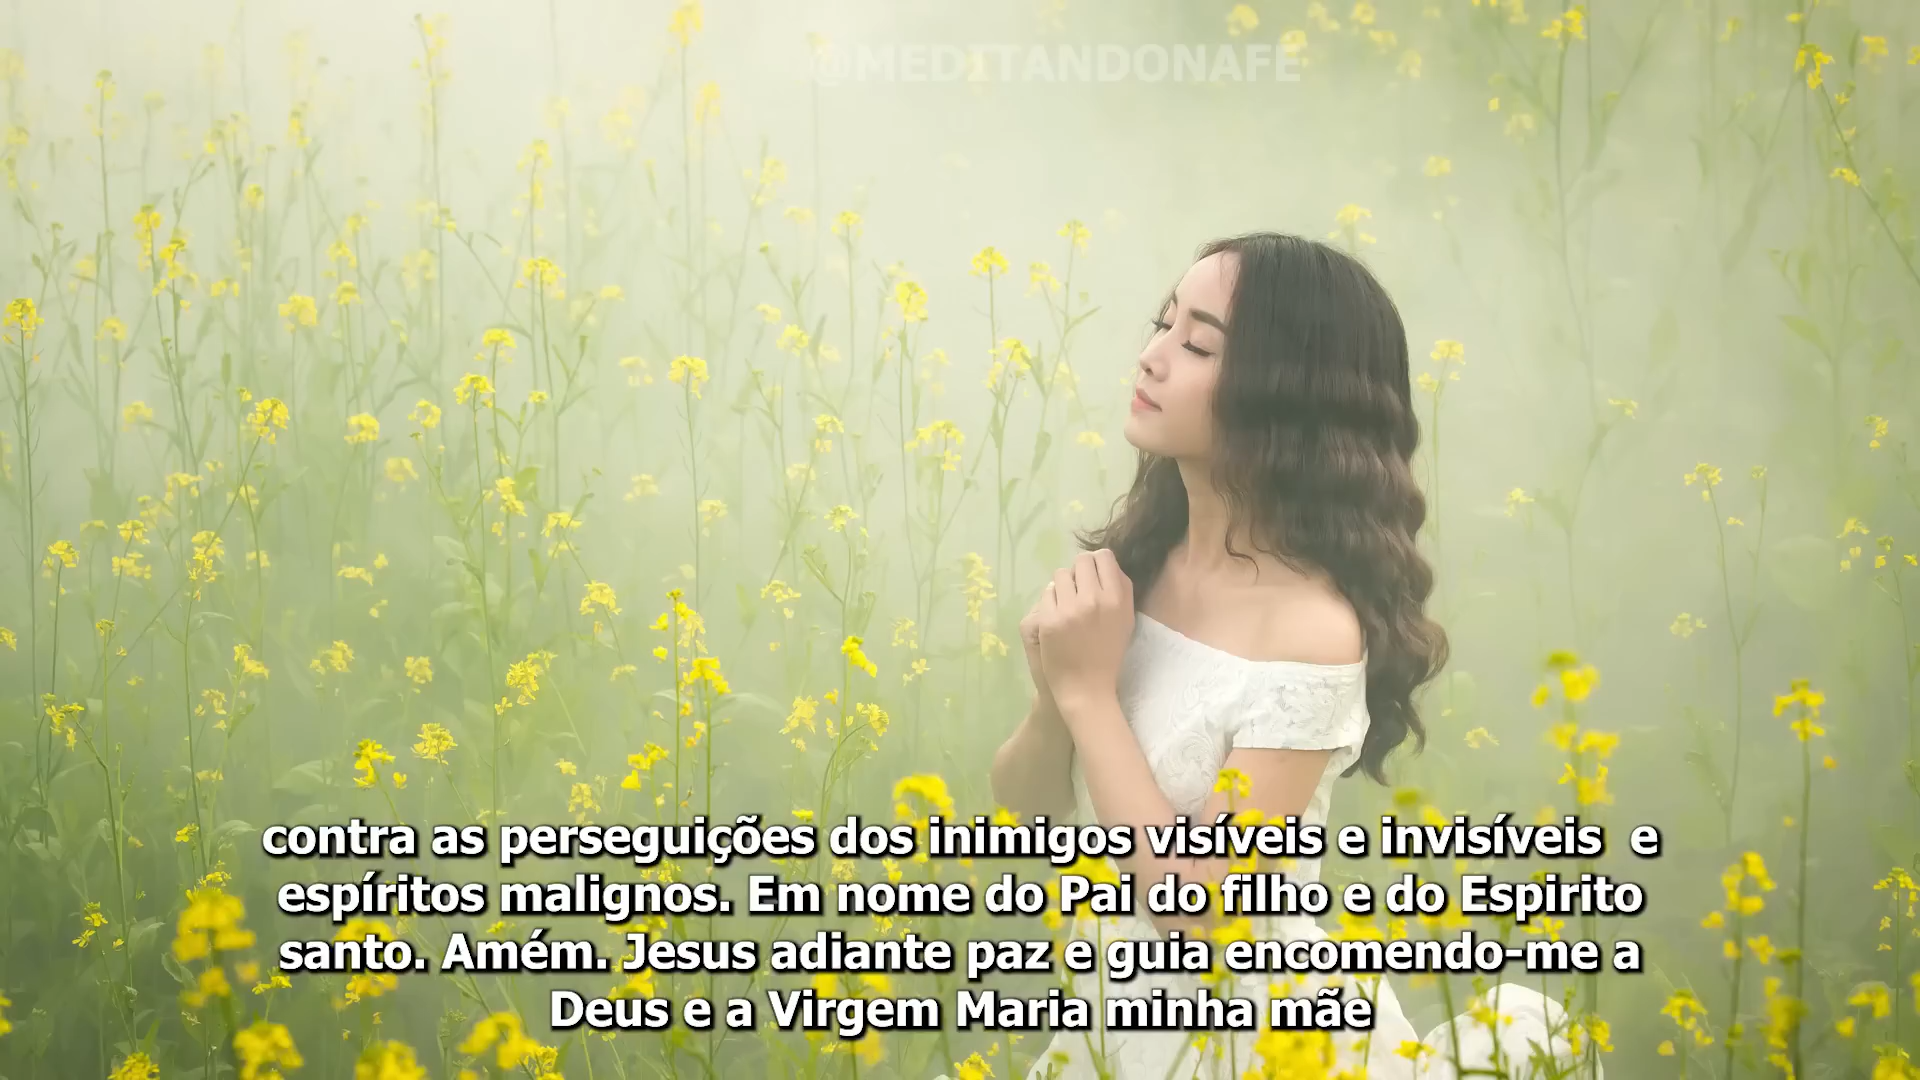 @MEDITANDONAFÉ
contra as perseguições dos inimigos visíveis e invisíveis  e
espíritos malignos. Em nome do Pai do filho e do Espirito
santo. Amém. Jesus adiante paz e guia encomendo-me a
Deus e a Virgem Maria minha mãe